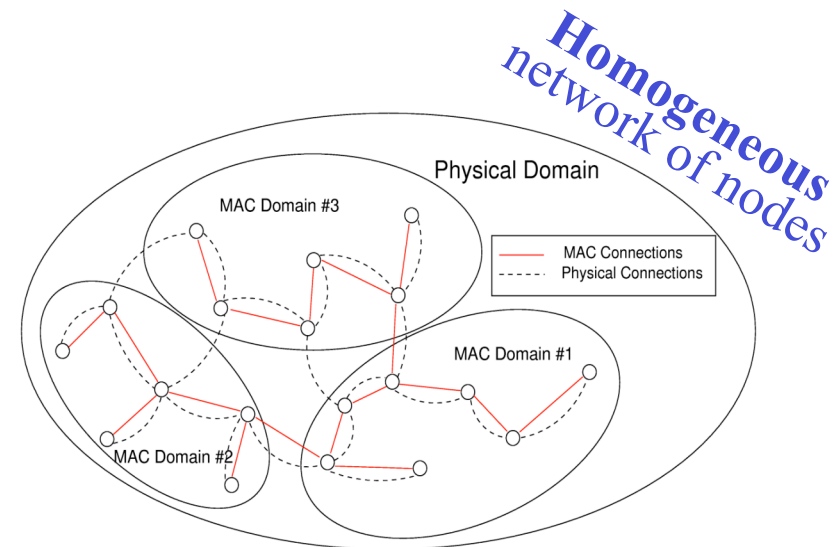 Homogeneous
network of nodes
Physical Domain
MAC Domain #3
MAC Connections
Physical Connections
MAC Domain #1
MAC Domain #2